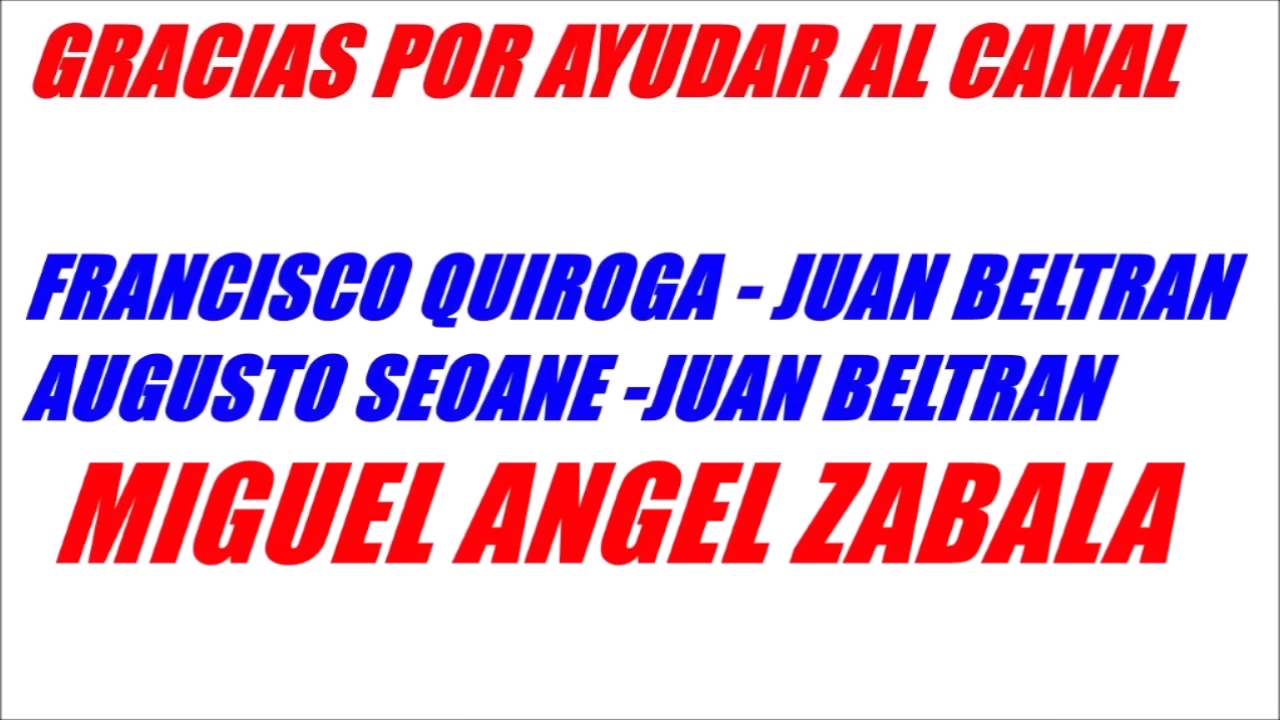 GRACIAS POR AYUDAR AL CANAL
FRANCISCO QUIROGA - JUAN BELTRAN
AUGUSTO SEOANE -JUAN BELTRAN
MIGUEL ANGEL ZABALA